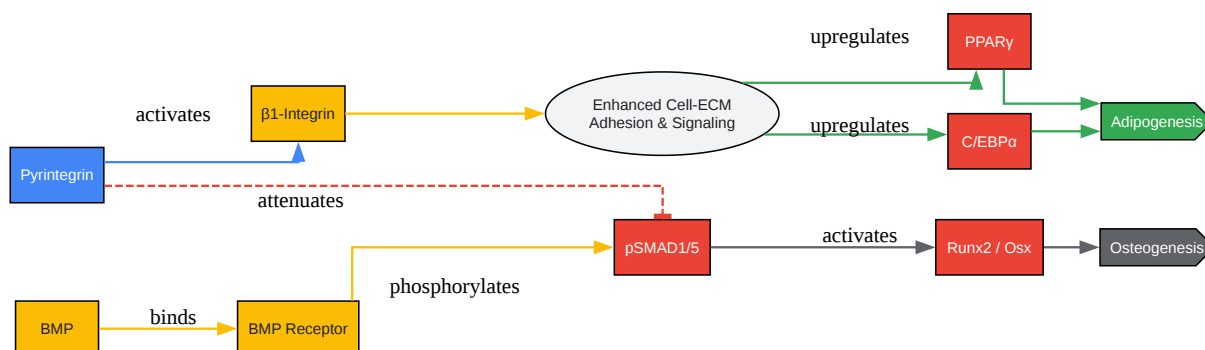 upregulates
PPARγ
activates
β1-Integrin
Enhanced Cell-ECM
Adhesion & Signaling
upregulates
C/EBPα
Adipogenesis
Pyrintegrin
attenuates
pSMAD1/5
activates
Runx2 / Osx
Osteogenesis
phosphorylates
BMP
binds
BMP Receptor